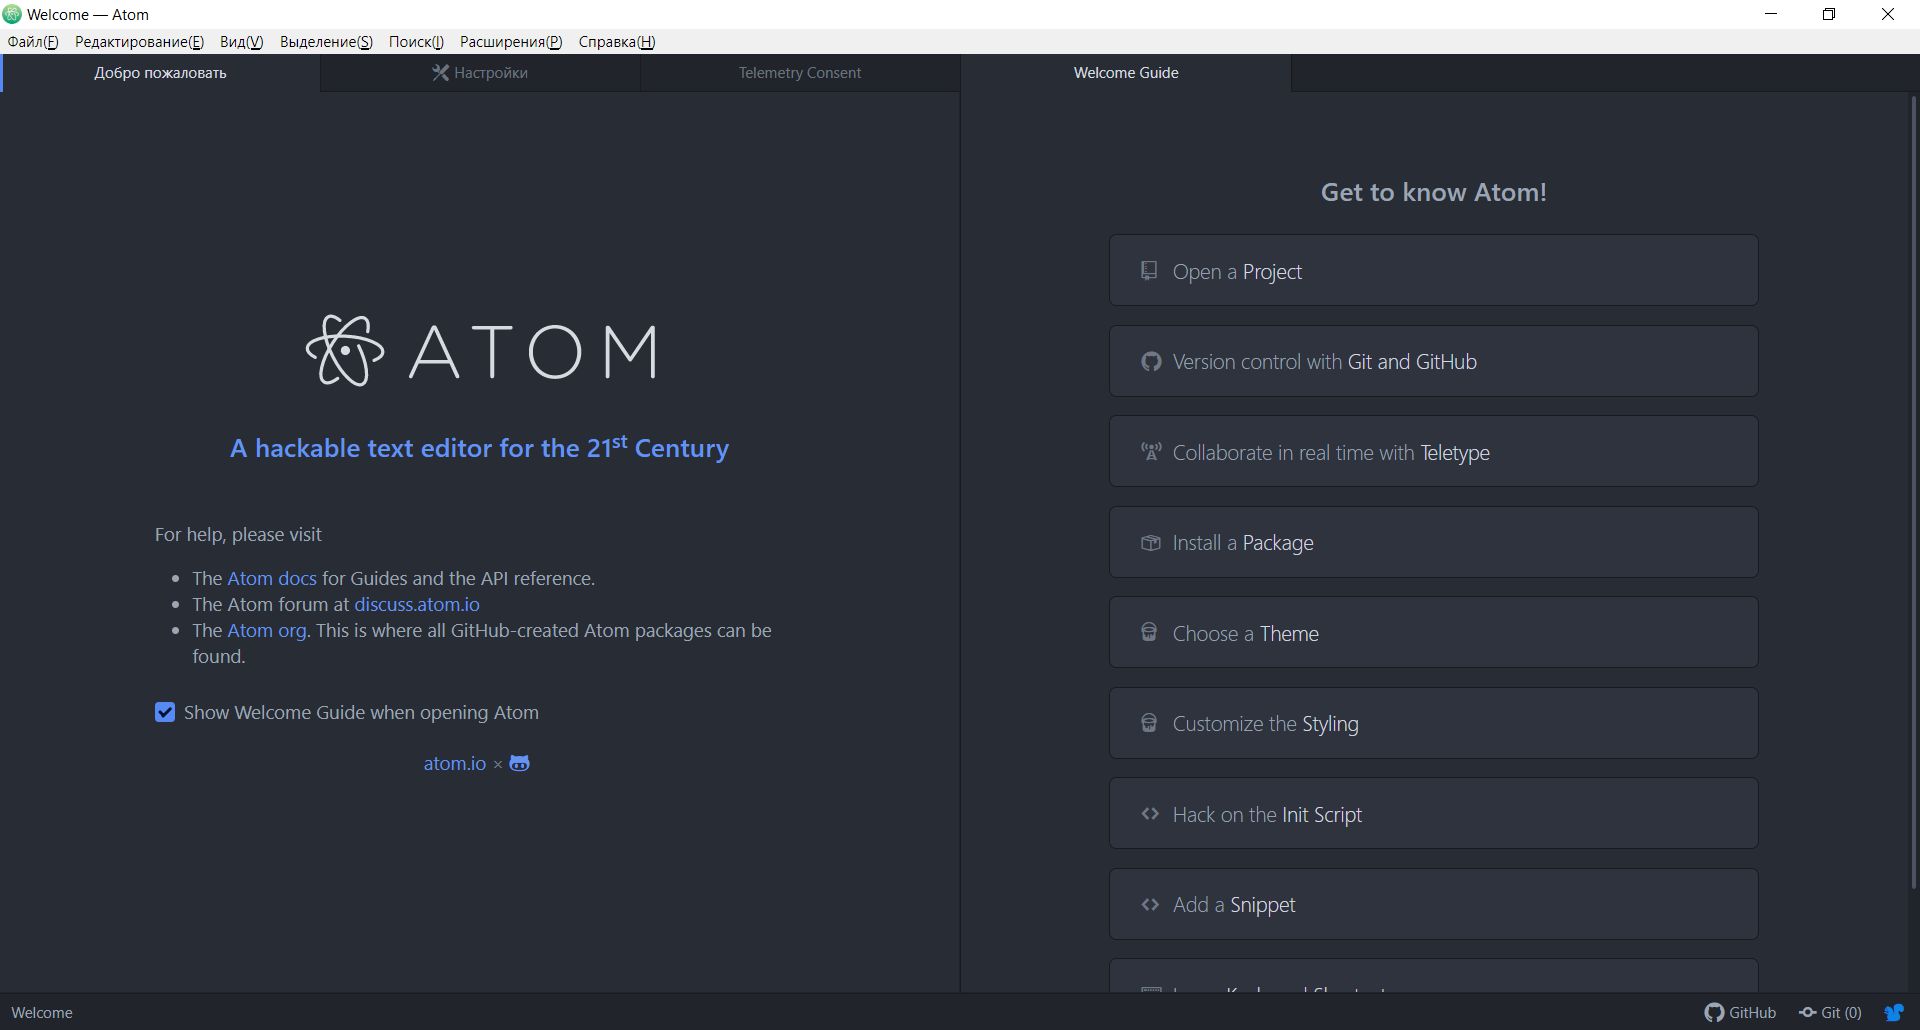 Welcome — Atom
Файл(F) Редактирование(E) Вид(V) Выделение(S) Поиск(I) Расширения(P) Справка(H)
Добро пожаловать Настройки Telemetry Consent Welcome Guide
ATOM
A hackable text editor for the 21st Century
For help, please visit
The Atom docs for Guides and the API reference.
The Atom forum at discuss.atom.io
The Atom org. This is where all GitHub-created Atom packages can be
found.
Show Welcome Guide when opening Atom
atom.io ×
Get to know Atom!
Open a Project
Version control with Git and GitHub
Collaborate in real time with Teletype
Install a Package
Choose a Theme
Customize the Styling
Hack on the Init Script
Add a Snippet
Welcome GitHub Git (0)